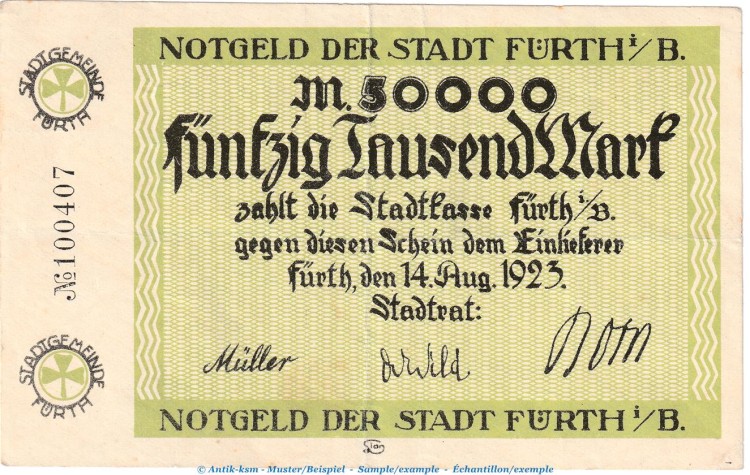 NOTGELD DER STADT FÜRTH i/B.
STADTGEMEINDE
FÜRTH
M. 50000
fünfzig Tausend Mark
zahlt die Stadtkasse fürth i/B.
gegen diesen Schein dem Einlieferer
fürth, den 14. Aug. 1923.
Stadtrat:
№100407
STADTGEMEINDE
FÜRTH
Müller
Dr Wild
NOTGELD DER STADT FÜRTH i/B.
© Antik-ksm - Muster/Beispiel - Sample/example - Échantillon/exemple